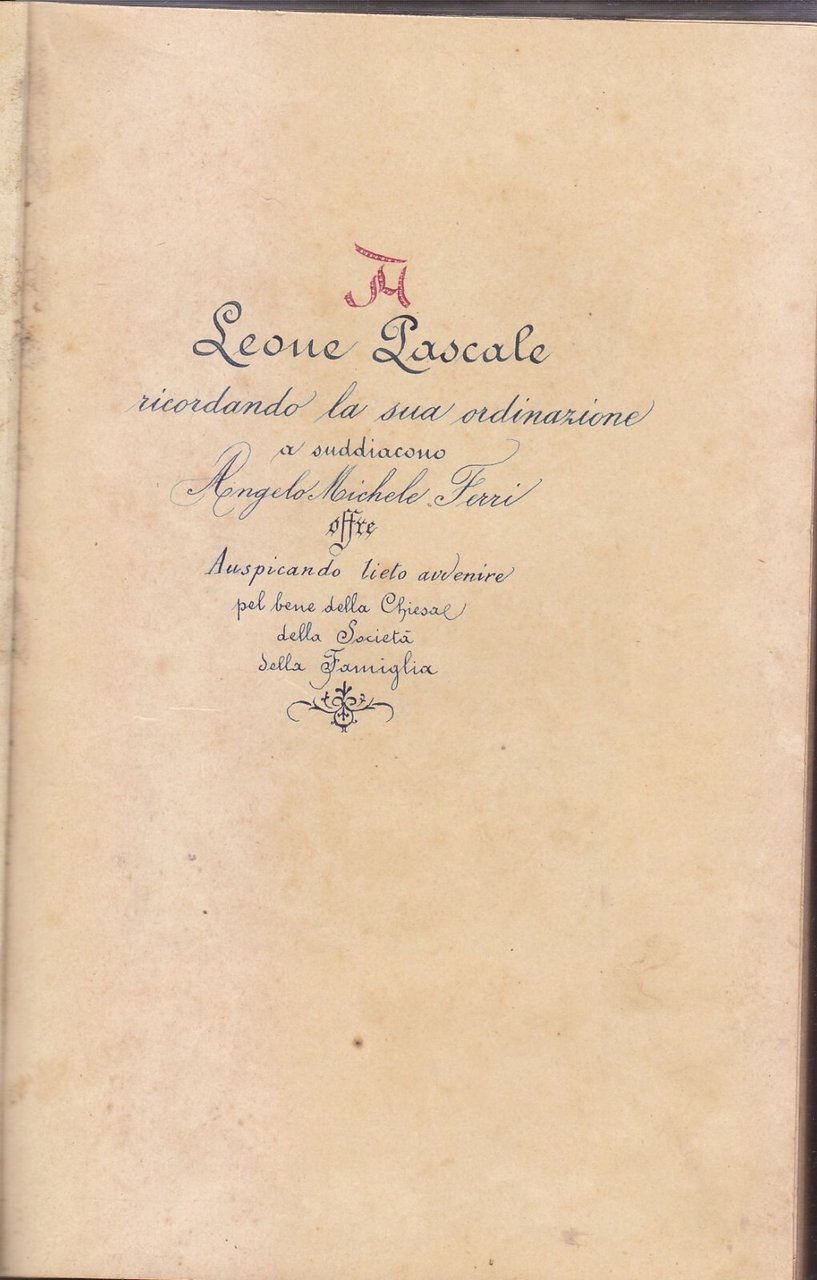 A
Leone Pascale
ricordando la sua ordinazione
a suddiacono
Angelo Michele Ferri
offre
Auspicando lieto avvenire
pel bene della Chiesa
della Società
della Famiglia